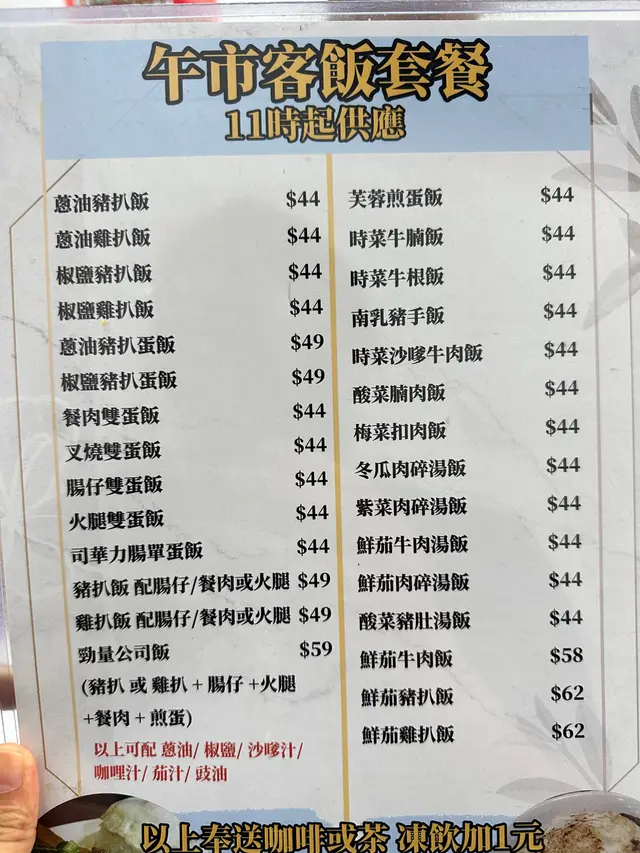 午市客飯套餐
11時起供應
蔥油豬扒飯 $44
蔥油雞扒飯 $44
椒鹽豬扒飯 $44
椒鹽雞扒飯 $44
蔥油豬扒蛋飯 $49
椒鹽豬扒蛋飯 $49
餐肉雙蛋飯 $44
叉燒雙蛋飯 $44
腸仔雙蛋飯 $44
火腿雙蛋飯 $44
司華力腸單蛋飯 $44
豬扒飯 配腸仔/餐肉或火腿 $49
雞扒飯 配腸仔/餐肉或火腿 $49
勁量公司飯 $59
(豬扒 或 雞扒 + 腸仔 +火腿
+餐肉 + 煎蛋)
以上可配 蔥油/ 椒鹽/ 沙嗲汁/
咖哩汁/ 茄汁/ 豉油
芙蓉煎蛋飯 $44
時菜牛腩飯 $44
時菜牛根飯 $44
南乳豬手飯 $44
時菜沙嗲牛肉飯 $44
酸菜腩肉飯 $44
梅菜扣肉飯 $44
冬瓜肉碎湯飯 $44
紫菜肉碎湯飯 $44
鮮茄牛肉湯飯 $44
鮮茄肉碎湯飯 $44
酸菜豬肚湯飯 $44
鮮茄牛肉飯 $58
鮮茄豬扒飯 $62
鮮茄雞扒飯 $62
以上奉送咖啡或茶 凍飲加1元